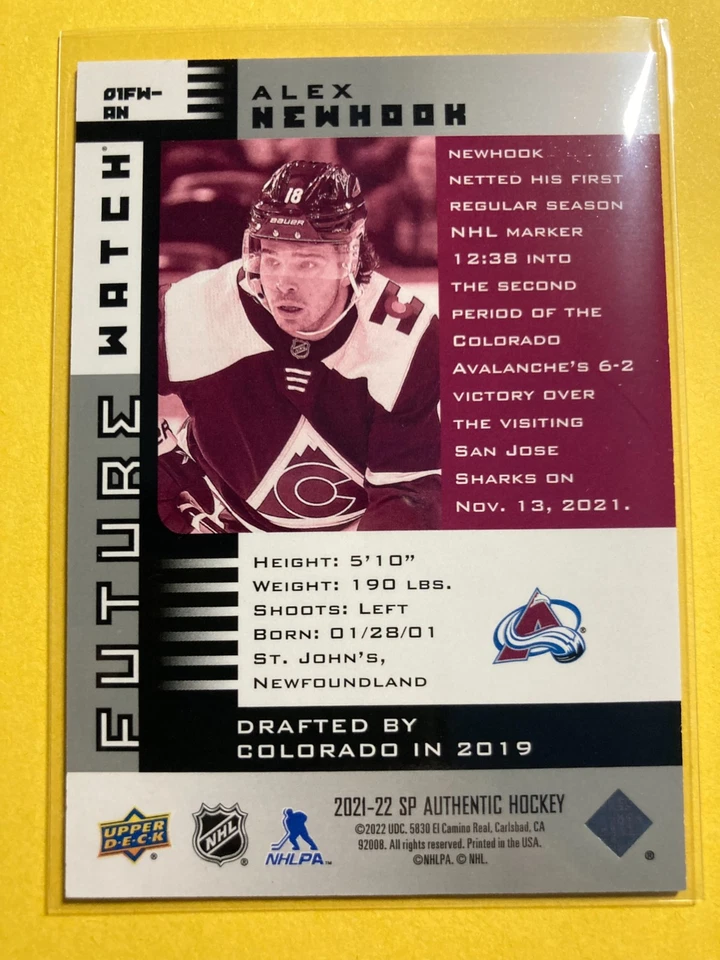 01FW-
AN
ALEX
NEWHOOK
FUTURE WATCH®
18
BAUER
C
NEWHOOK
NETTED HIS FIRST
REGULAR SEASON
NHL MARKER
12:38 INTO
THE SECOND
PERIOD OF THE
COLORADO
AVALANCHE'S 6-2
VICTORY OVER
THE VISITING
SAN JOSE
SHARKS ON
NOV. 13, 2021.
HEIGHT: 5'10"
WEIGHT: 190 LBS.
SHOOTS: LEFT
BORN: 01/28/01
ST. JOHN'S,
NEWFOUNDLAND
A
DRAFTED BY
COLORADO IN 2019
UPPER
D·E·C·K
NHL
NHLPA™
2021-22 SP AUTHENTIC HOCKEY
©2022 UDC. 5830 El Camino Real, Carlsbad, CA
92008. All rights reserved. Printed in the USA.
©NHLPA. © NHL.